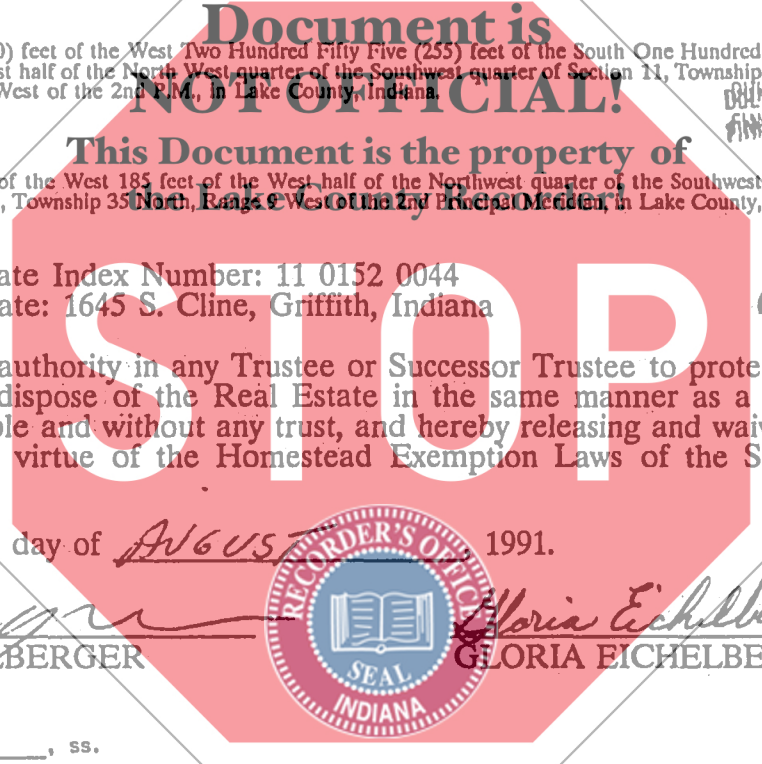 Document is
) feet of the West Two Hundred Fifty Five (255) feet of the South One Hundred
st half of the North West quarter of the Southwest quarter of Section 11, Township
West of the 2nd P.M., in Lake County, Indiana.
NOT OFFICIAL!
This Document is the property of
of the West 185 feet of the West half of the Northwest quarter of the Southwest
, Township 35 North, Range 9 West of the 2nd Principal Meridian, in Lake County,
the Lake County Recorder!
ate Index Number: 11 0152 0044
ate: 1645 S. Cline, Griffith, Indiana
STOP
authority in any Trustee or Successor Trustee to prote
dispose of the Real Estate in the same manner as a
le and without any trust, and hereby releasing and waiv
virtue of the Homestead Exemption Laws of the S
day of AUGUST, 1991.
RECORDER'S OFFICE
SEAL
INDIANA
Gloria Eichelbe
LBERGER GLORIA EICHELBE
, ss.